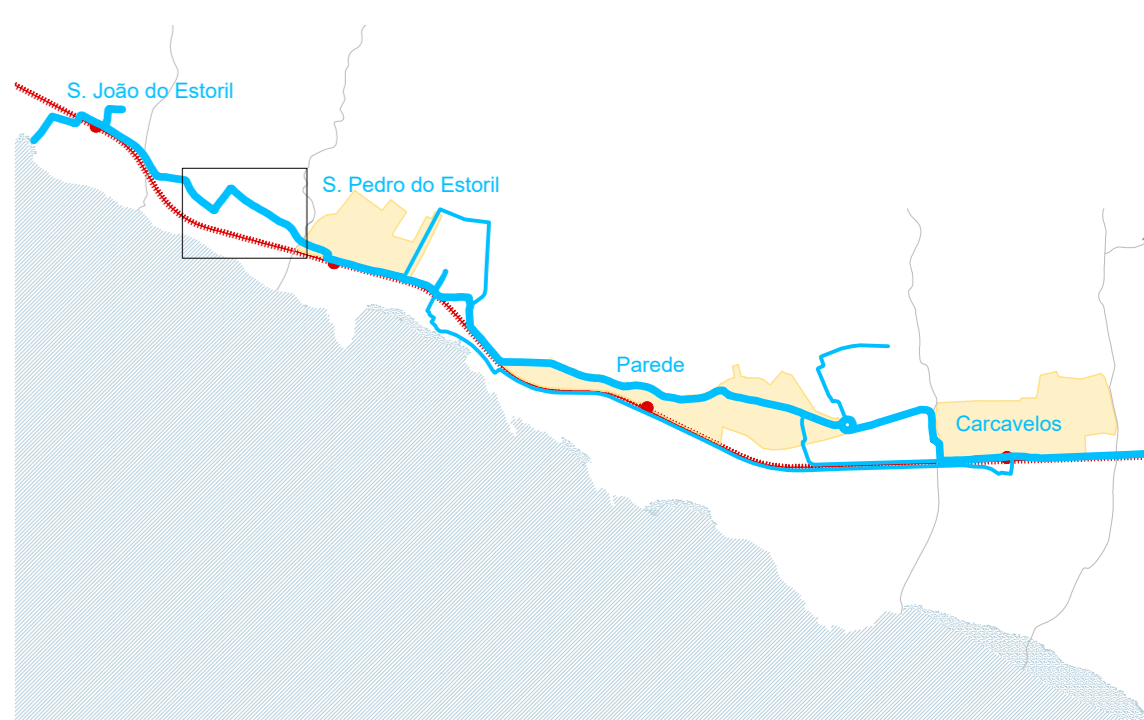 S. João do Estoril
S. Pedro do Estoril
Parede
Carcavelos